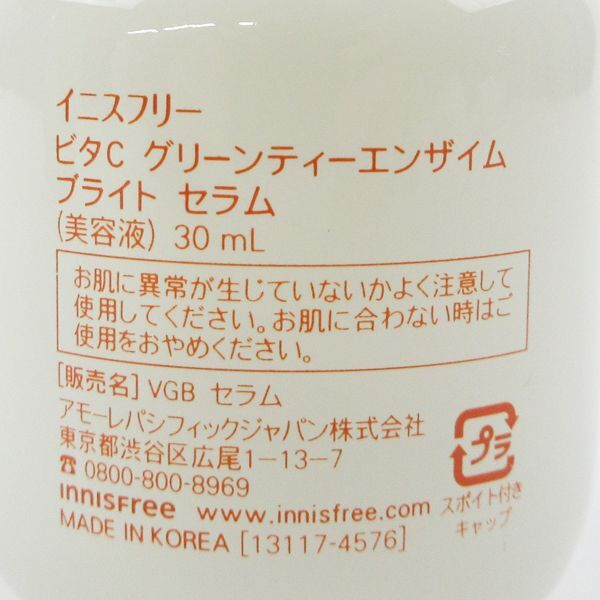 イニスフリー
ビタC グリーンティーエンザイム
ブライト セラム
(美容液) 30 mL
お肌に異常が生じていないかよく注意して
使用してください。お肌に合わない時はご
使用をおやめください。
[販売名] VGB セラム
アモーレパシフィックジャパン株式会社
東京都渋谷区広尾1-13-7
☎ 0800-800-8969
innisfree www.innisfree.com
MADE IN KOREA [13117-4576]
プラ
スポイト付き
キャップ